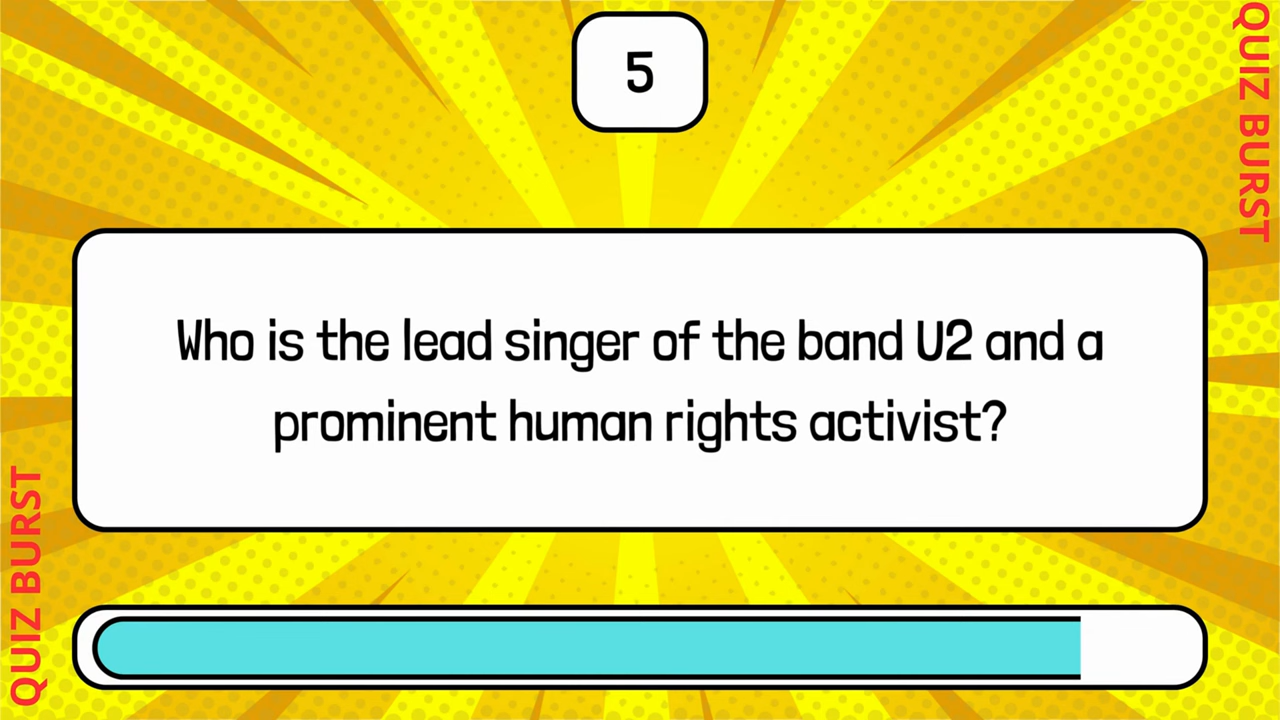 5
QUIZ BURST
Who is the lead singer of the band U2 and a
prominent human rights activist?
QUIZ BURST